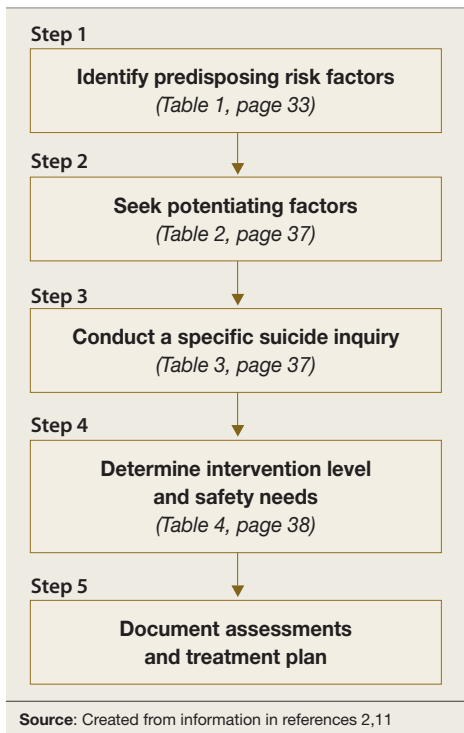 Step 1
Identify predisposing risk factors
(Table 1, page 33)
Step 2
Seek potentiating factors
(Table 2, page 37)
Step 3
Conduct a specific suicide inquiry
(Table 3, page 37)
Step 4
Determine intervention level
and safety needs
(Table 4, page 38)
Step 5
Document assessments
and treatment plan
Source: Created from information in references 2,11